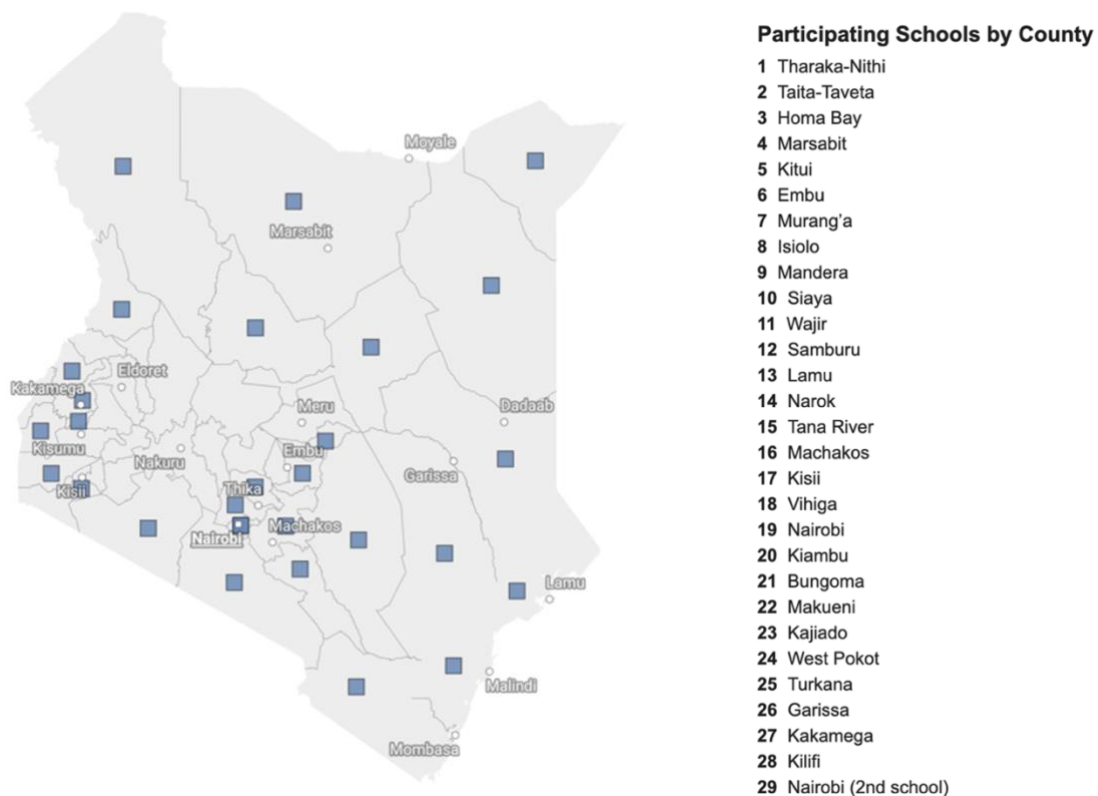 Moyale
Marsabit
Eldoret
Kakamega
Meru
Dadaab
Kisumu
Nakuru
Embu
Garissa
Kisii
Thika
Machakos
Nairobi
Lamu
Malindi
Mombasa
Participating Schools by County
1 Tharaka-Nithi
2 Taita-Taveta
3 Homa Bay
4 Marsabit
5 Kitui
6 Embu
7 Murang’a
8 Isiolo
9 Mandera
10 Siaya
11 Wajir
12 Samburu
13 Lamu
14 Narok
15 Tana River
16 Machakos
17 Kisii
18 Vihiga
19 Nairobi
20 Kiambu
21 Bungoma
22 Makueni
23 Kajiado
24 West Pokot
25 Turkana
26 Garissa
27 Kakamega
28 Kilifi
29 Nairobi (2nd school)